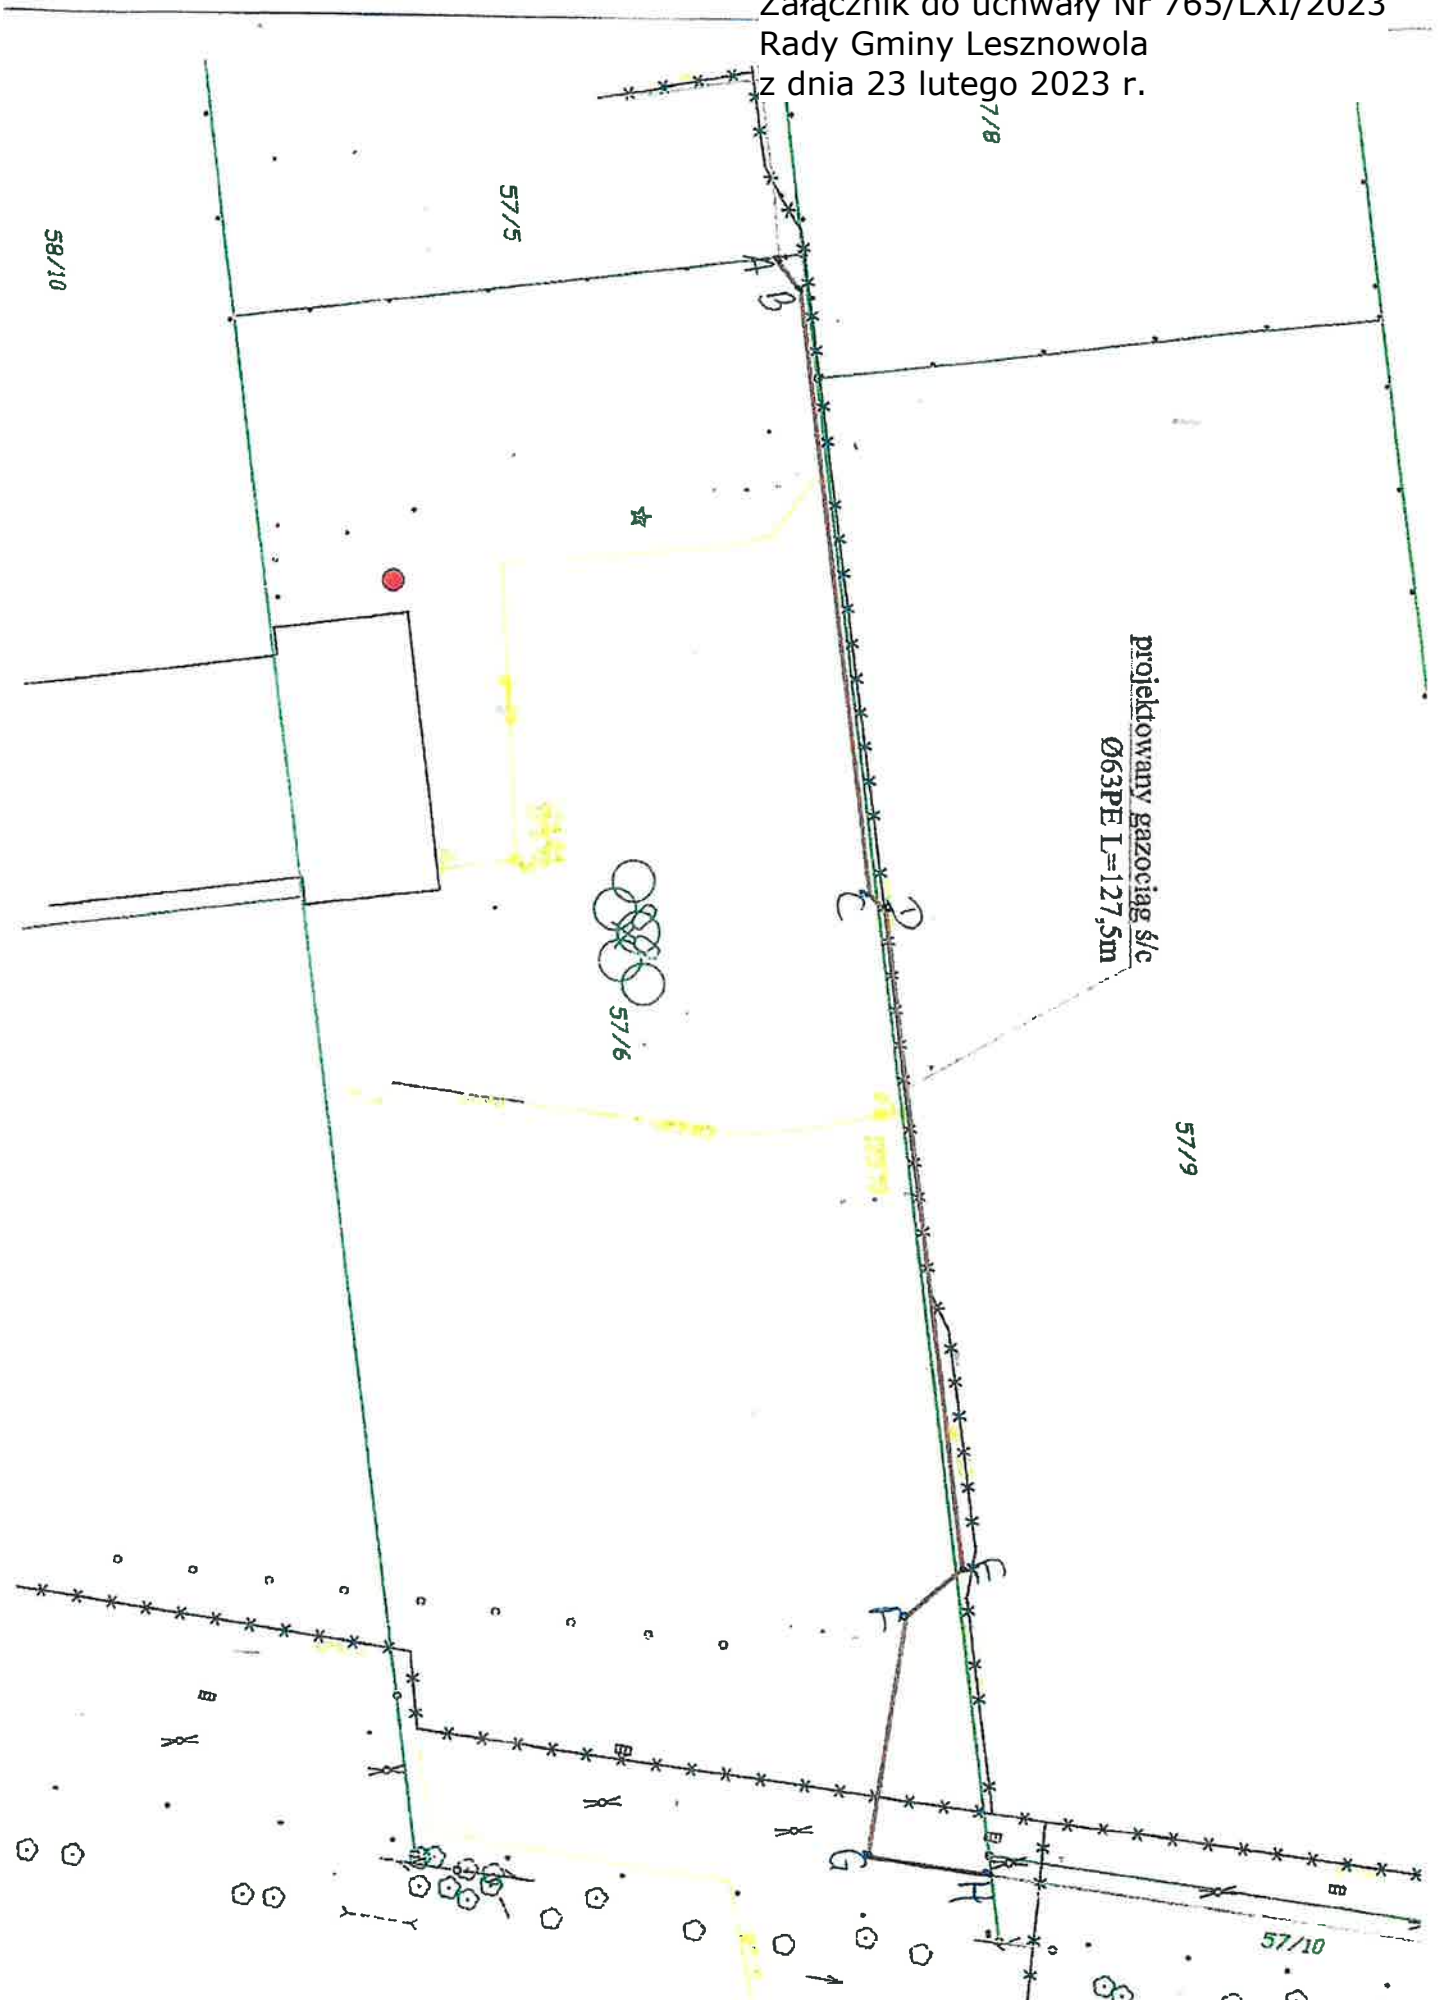 Załącznik do uchwały Nr 765/LXI/2023
Rady Gminy Lesznowola
z dnia 23 lutego 2023 r.
7/8
57/5
58/10
A
B
projektowany gazociąg ś/c
Ø63PE L=127,5m
C
D
57/6
57/9
E
F
G
H
57/10